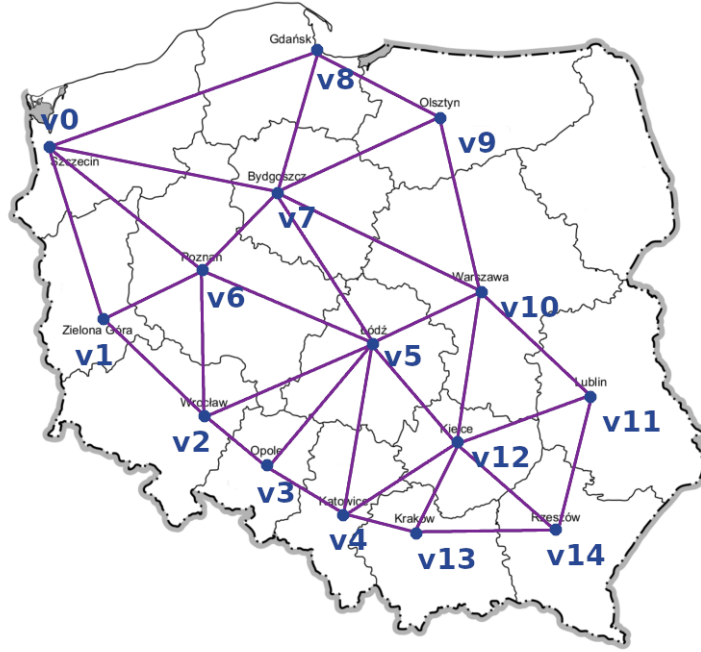 Gdańsk
v8
Olsztyn
v9
v0
Szczecin
Bydgoszcz
v7
Poznań
v6
Warszawa
v10
Zielona Góra
v1
Łódź
v5
Lublin
v11
Wrocław
v2
Kielce
v12
Opole
v3
Katowice
v4
Kraków
v13
Rzeszów
v14